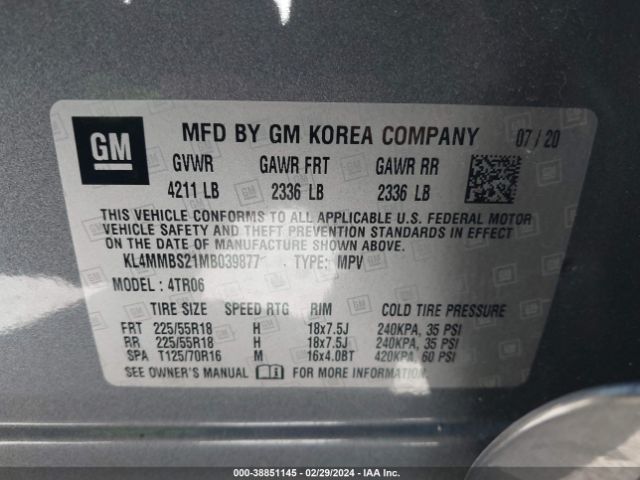 GM MFD BY GM KOREA COMPANY 07/20
GVWR GAWR FRT GAWR RR
4211 LB 2336 LB 2336 LB
THIS VEHICLE CONFORMS TO ALL APPLICABLE U.S. FEDERAL MOTOR
VEHICLE SAFETY AND THEFT PREVENTION STANDARDS IN EFFECT
ON THE DATE OF MANUFACTURE SHOWN ABOVE.
KL4MMBS21MB039877 TYPE: MPV
MODEL: 4TR06
TIRE SIZE SPEED RTG RIM COLD TIRE PRESSURE
FRT 225/55R18 H 18x7.5J 240KPA, 35 PSI
RR 225/55R18 H 18x7.5J 240KPA, 35 PSI
SPA T125/70R16 M 16x4.0BT 420KPA, 60 PSI
SEE OWNER'S MANUAL FOR MORE INFORMATION.
000-38851145 - 02/29/2024 - IAA Inc.